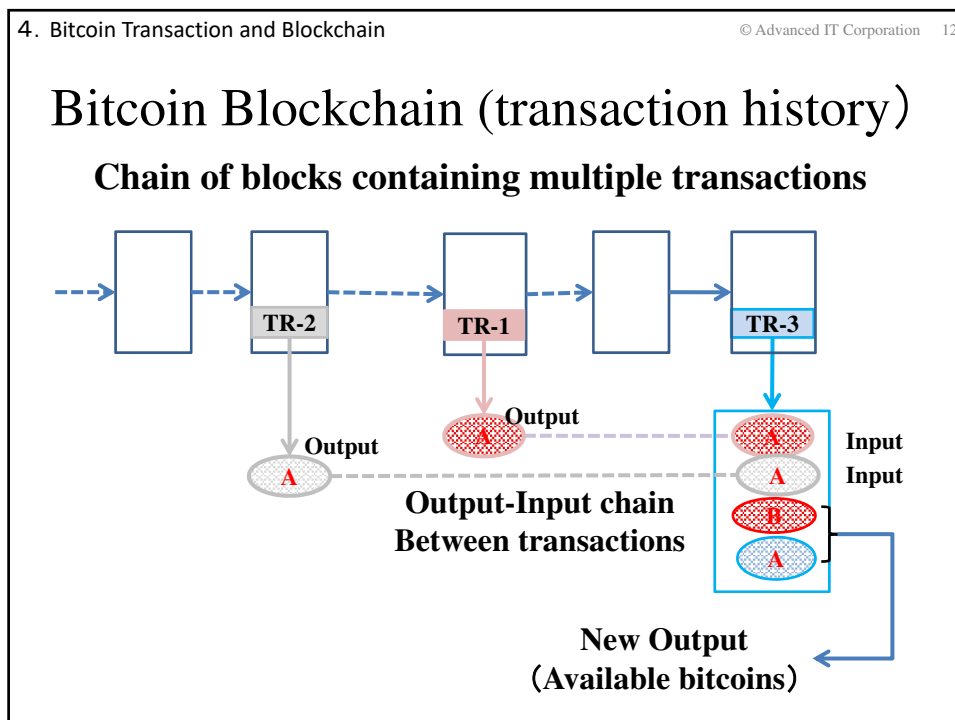 4. Bitcoin Transaction and Blockchain
© Advanced IT Corporation 12
Bitcoin Blockchain (transaction history）
Chain of blocks containing multiple transactions
TR-2
TR-1
TR-3
Output
A
A
Input
Output
A
A
Input
Output-Input chain
Between transactions
B
A
New Output
（Available bitcoins）